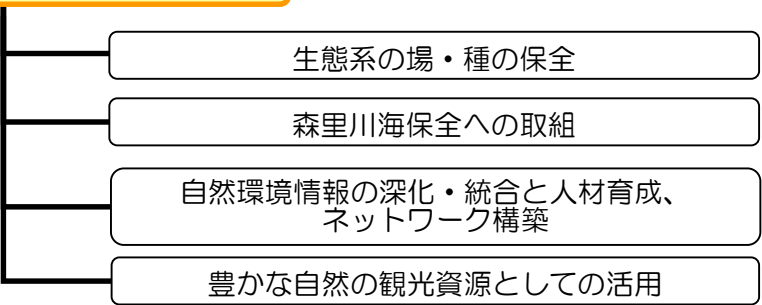 生態系の場・種の保全
森里川海保全への取組
自然環境情報の深化・統合と人材育成、
ネットワーク構築
豊かな自然の観光資源としての活用